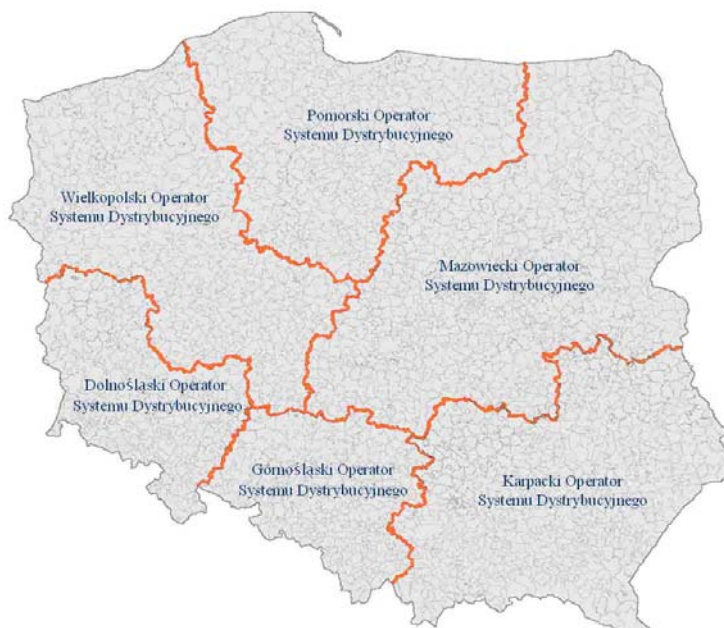 Pomorski Operator
Systemu Dystrybucyjnego
Wielkopolski Operator
Systemu Dystrybucyjnego
Mazowiecki Operator
Systemu Dystrybucyjnego
Dolnośląski Operator
Systemu Dystrybucyjnego
Górnośląski Operator
Systemu Dystrybucyjnego
Karpacki Operator
Systemu Dystrybucyjnego